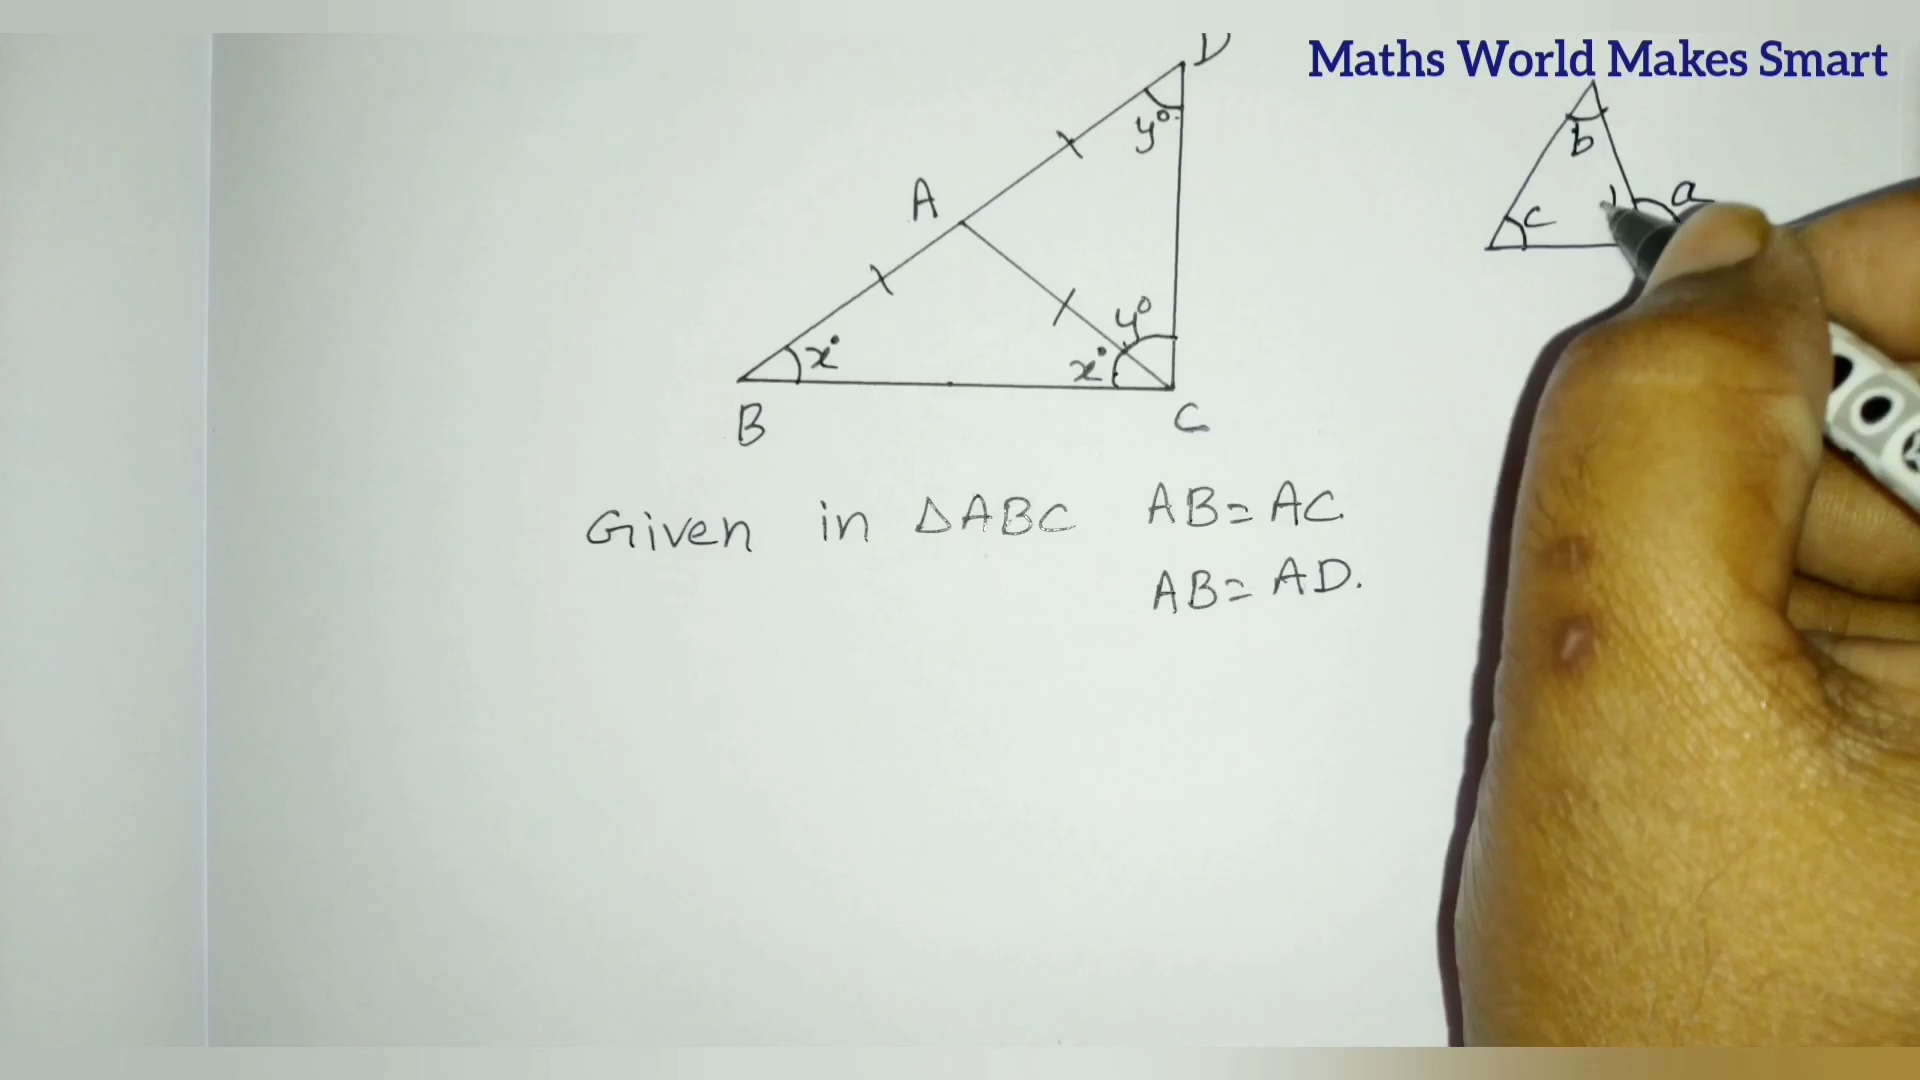 Maths World Makes Smart
D
y°
b
a
A
c
y°
x°
x°
B
C
Given in ΔABC AB = AC.
AB = AD.